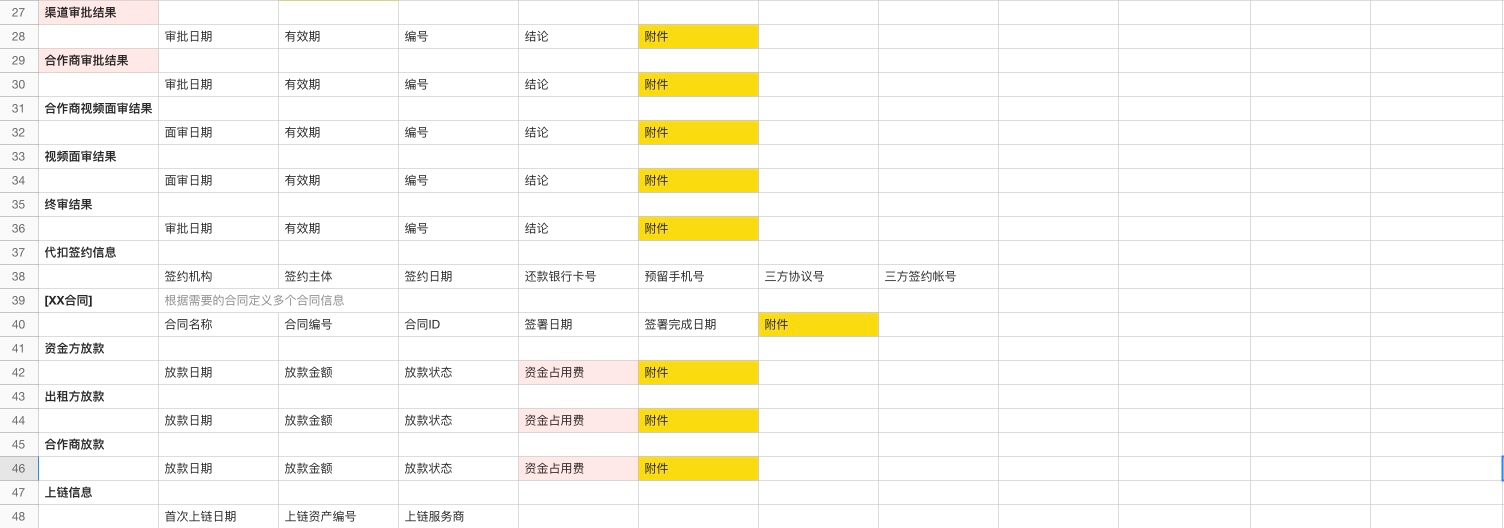 27 渠道审批结果
28 审批日期 有效期 编号 结论 附件
29 合作商审批结果
30 审批日期 有效期 编号 结论 附件
31 合作商视频面审结果
32 面审日期 有效期 编号 结论 附件
33 视频面审结果
34 面审日期 有效期 编号 结论 附件
35 终审结果
36 审批日期 有效期 编号 结论 附件
37 代扣签约信息
38 签约机构 签约主体 签约日期 还款银行卡号 预留手机号 三方协议号 三方签约帐号
39 [XX合同] 根据需要的合同定义多个合同信息
40 合同名称 合同编号 合同ID 签署日期 签署完成日期 附件
41 资金方放款
42 放款日期 放款金额 放款状态 资金占用费 附件
43 出租方放款
44 放款日期 放款金额 放款状态 资金占用费 附件
45 合作商放款
46 放款日期 放款金额 放款状态 资金占用费 附件
47 上链信息
48 首次上链日期 上链资产编号 上链服务商